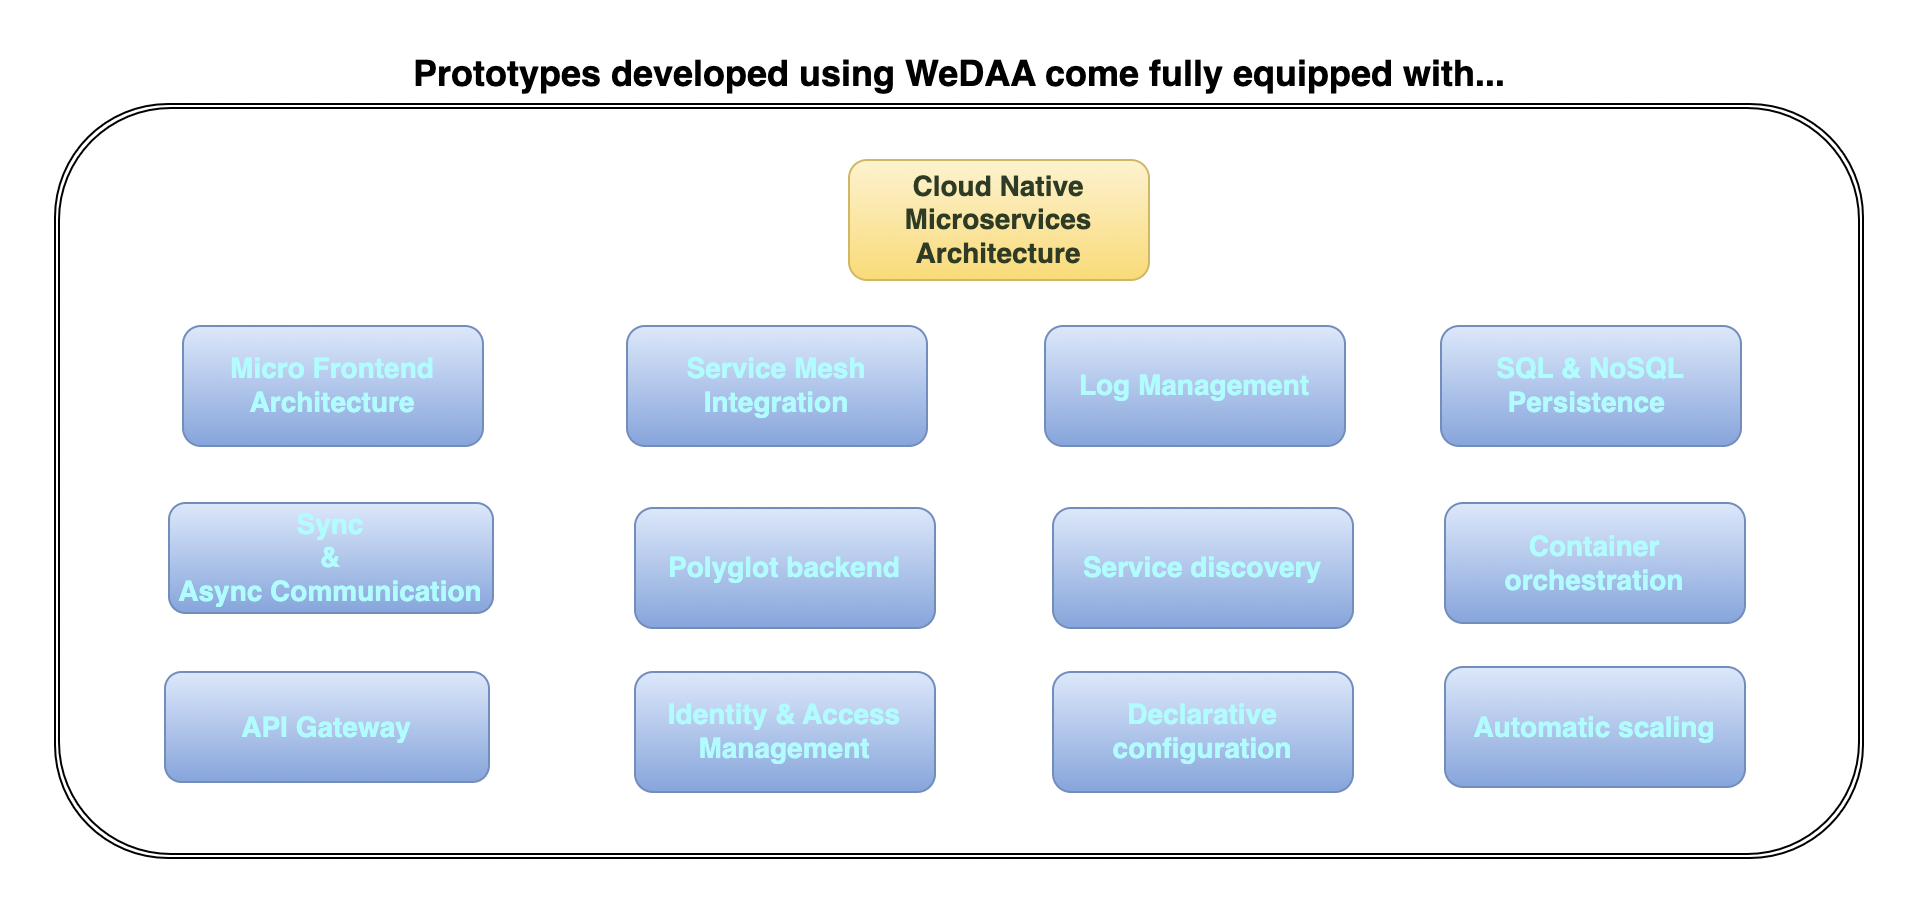 Prototypes developed using WeDAA come fully equipped with...
Cloud Native
Microservices
Architecture
Micro Frontend
Architecture
Service Mesh
Integration
Log Management
SQL & NoSQL
Persistence
Sync
&
Async Communication
Polyglot backend
Service discovery
Container
orchestration
API Gateway
Identity & Access
Management
Declarative
configuration
Automatic scaling